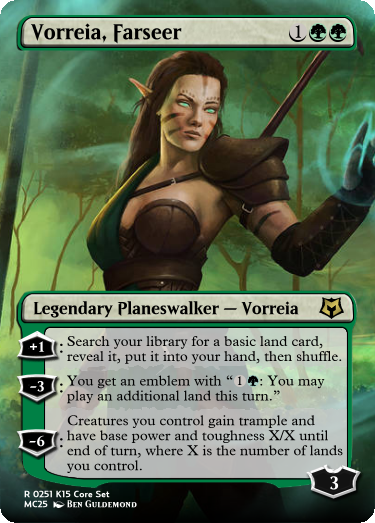 Vorreia, Farseer 1
Legendary Planeswalker — Vorreia
+1: Search your library for a basic land card,
reveal it, put it into your hand, then shuffle.
-3: You get an emblem with “ 1 : You may
play an additional land this turn.”
Creatures you control gain trample and
-6: have base power and toughness X/X until
end of turn, where X is the number of lands
you control.
3
R 0251 K15 Core Set
MC25 Ben Guldemond